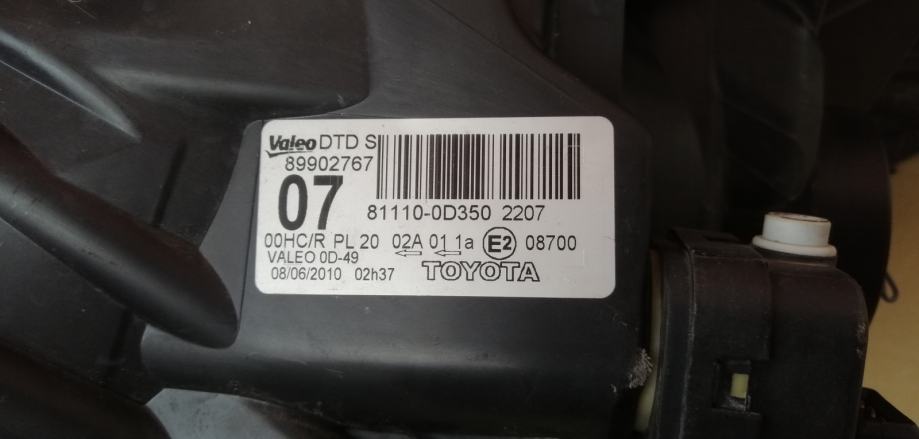 Valeo DTD S
89902767
07
81110-0D350 2207
00HC/R PL 20 02A 01 1a E2 08700
VALEO 0D-49
08/06/2010 02h37 TOYOTA